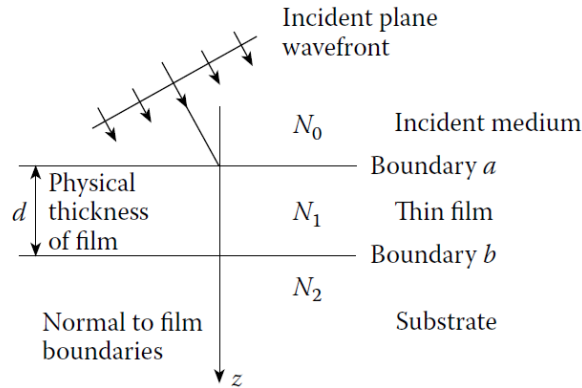 Incident plane
wavefront
N0
Incident medium
Boundary a
Physical
thickness
of film
d
N1
Thin film
Boundary b
N2
Normal to film
boundaries
Substrate
z